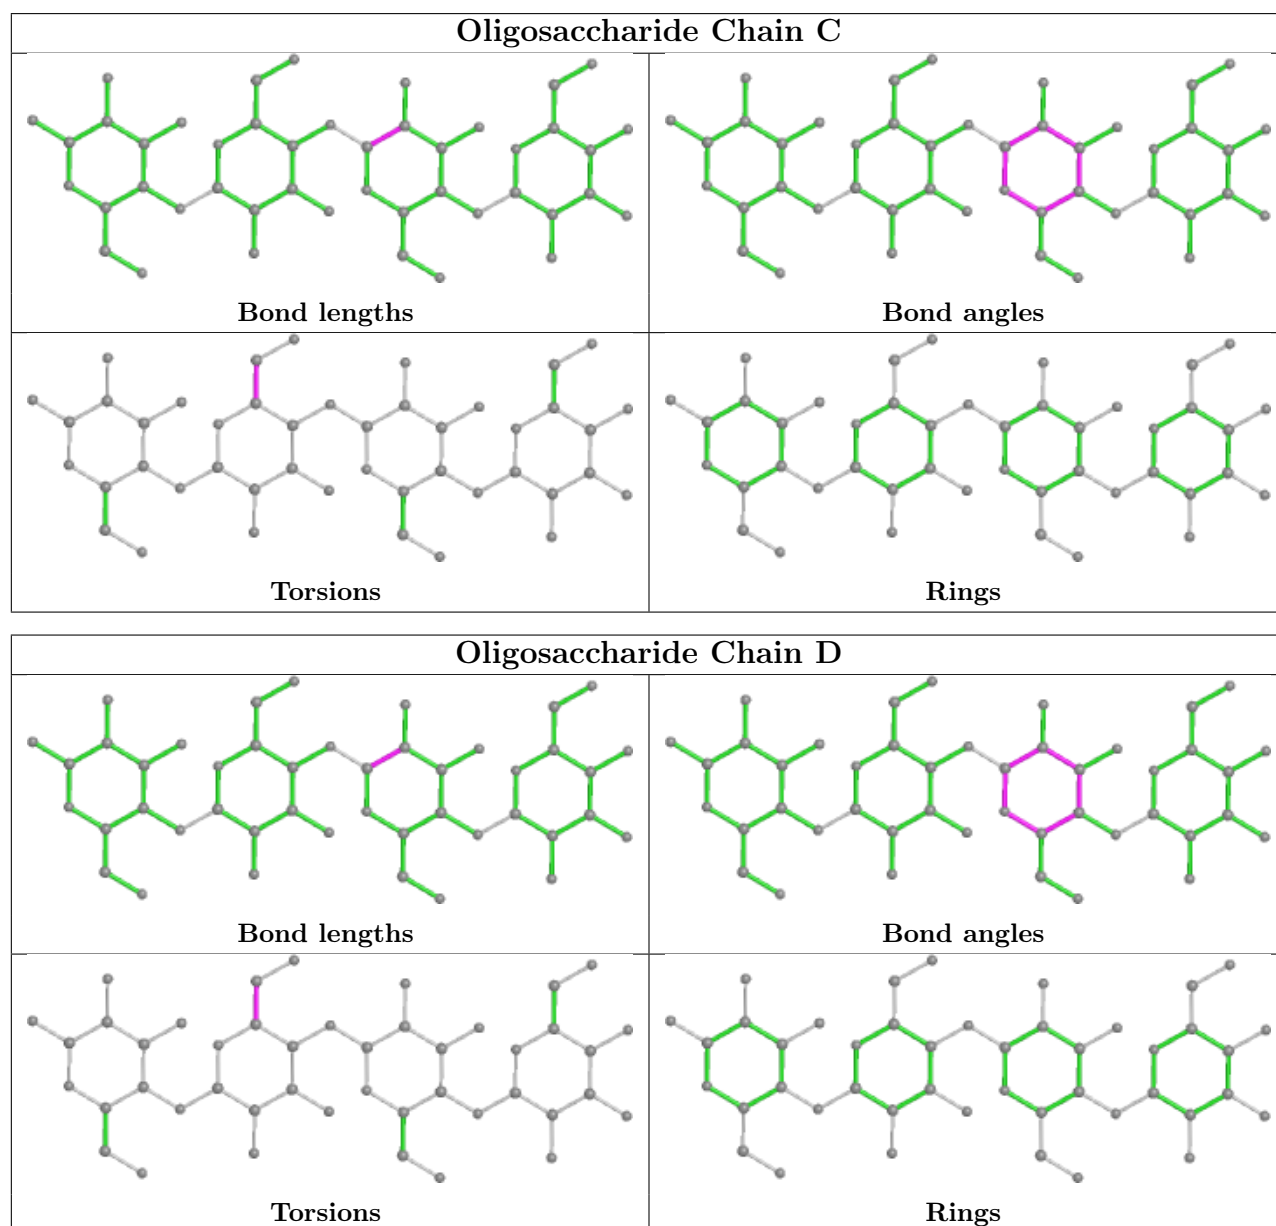 Oligosaccharide Chain C
Bond lengths
Bond angles
Torsions
Rings
Oligosaccharide Chain D
Bond lengths
Bond angles
Torsions
Rings